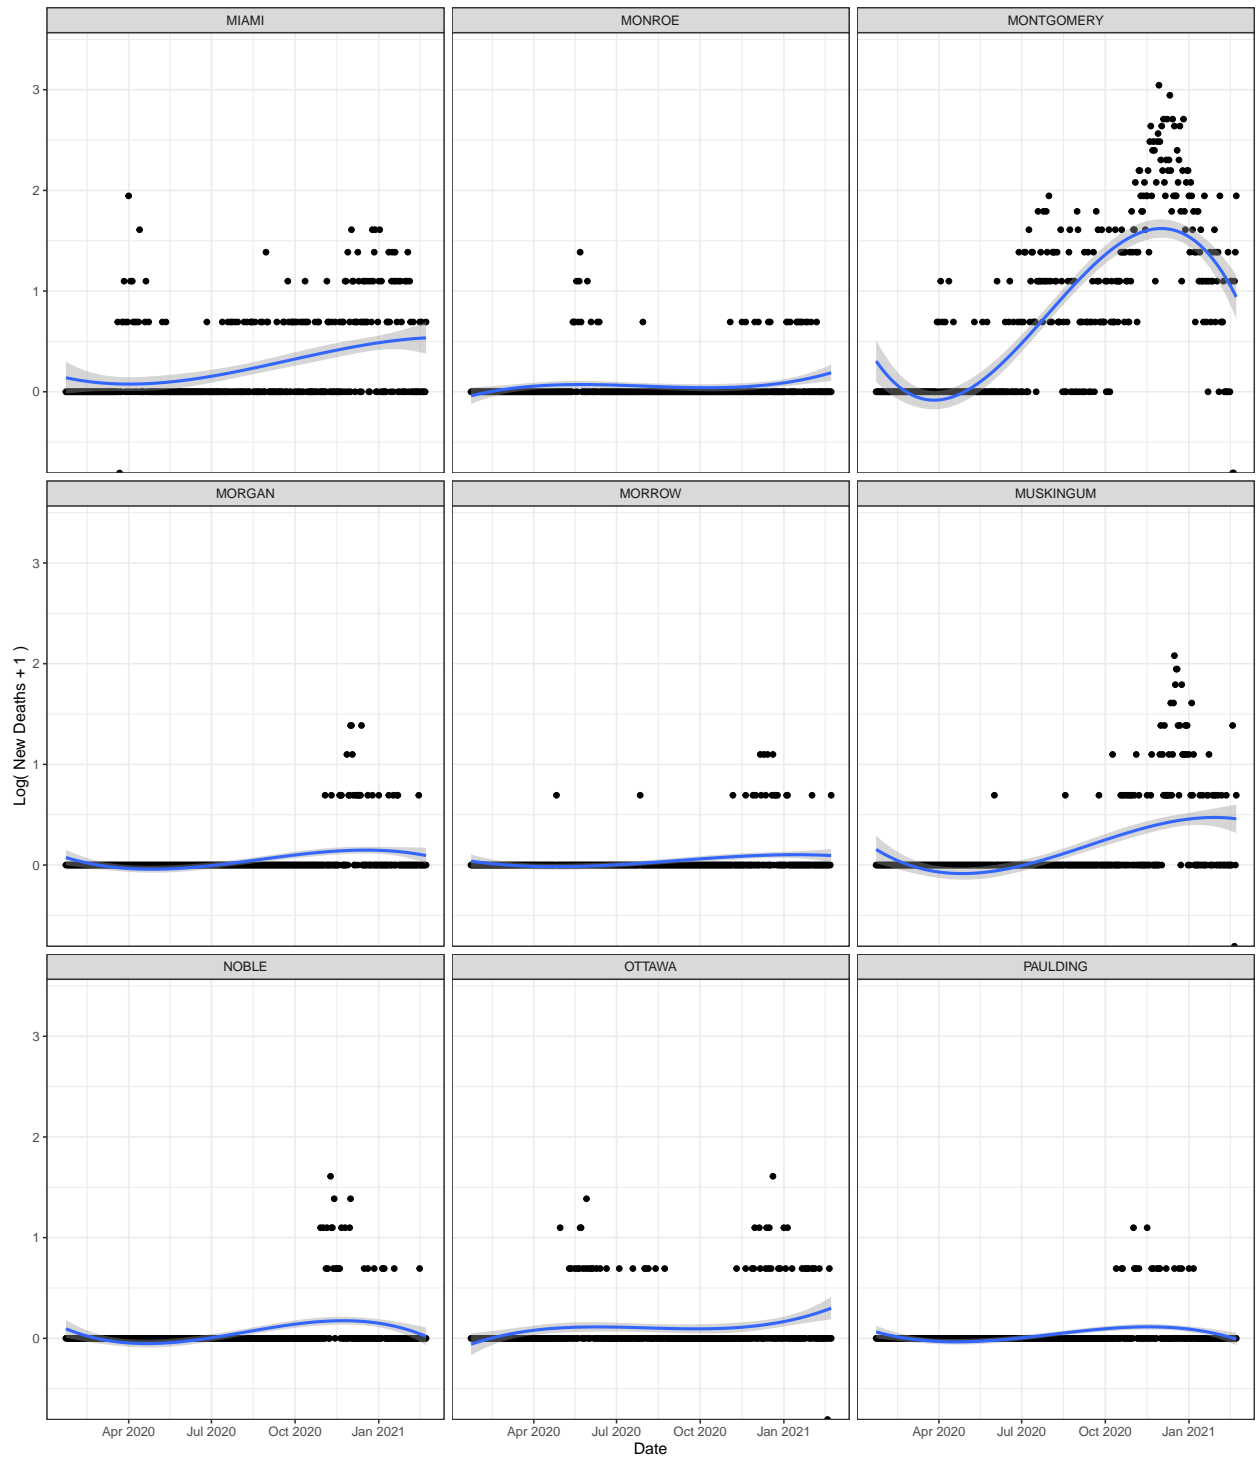 MIAMI MONROE MONTGOMERY
3
2
1
0
MORGAN MORROW MUSKINGUM
3
2
1
0
Log( New Deaths + 1 )
NOBLE OTTAWA PAULDING
3
2
1
0
Apr 2020 Jul 2020 Oct 2020 Jan 2021 Apr 2020 Jul 2020 Oct 2020 Jan 2021 Apr 2020 Jul 2020 Oct 2020 Jan 2021
Date